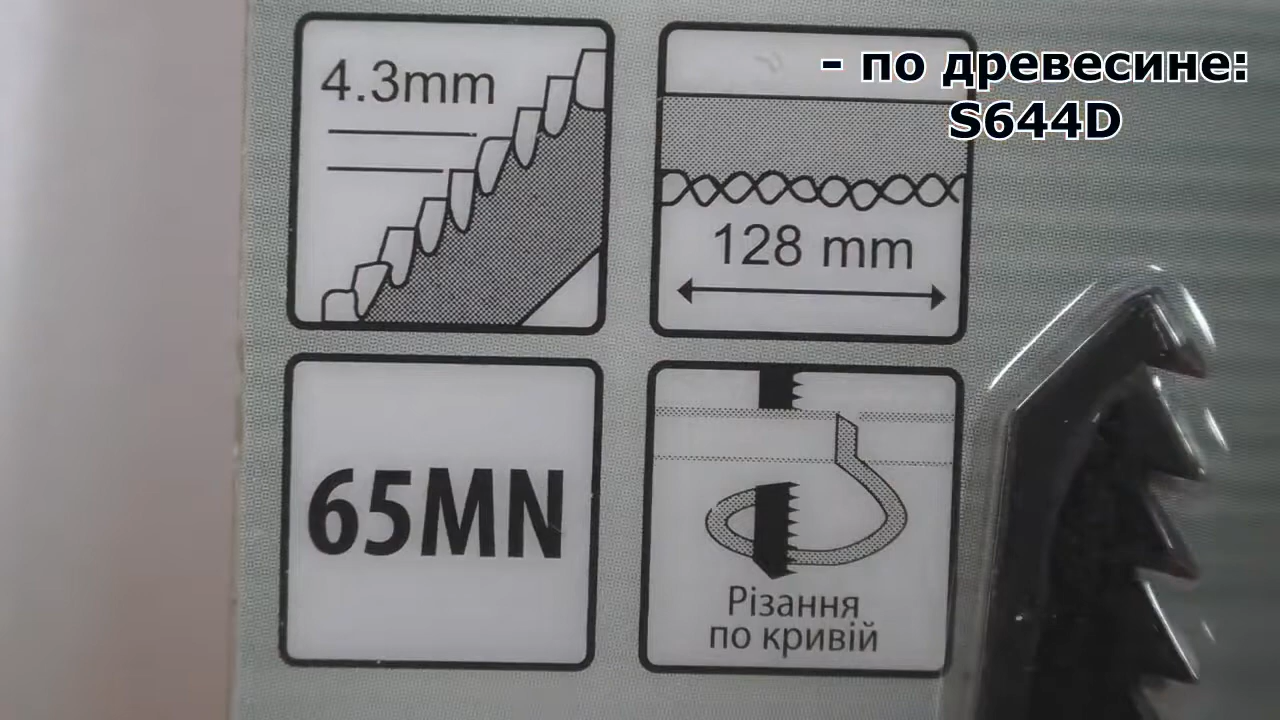 4.3mm
- по древесине:
S644D
128 mm
65MN
Різання
по кривій